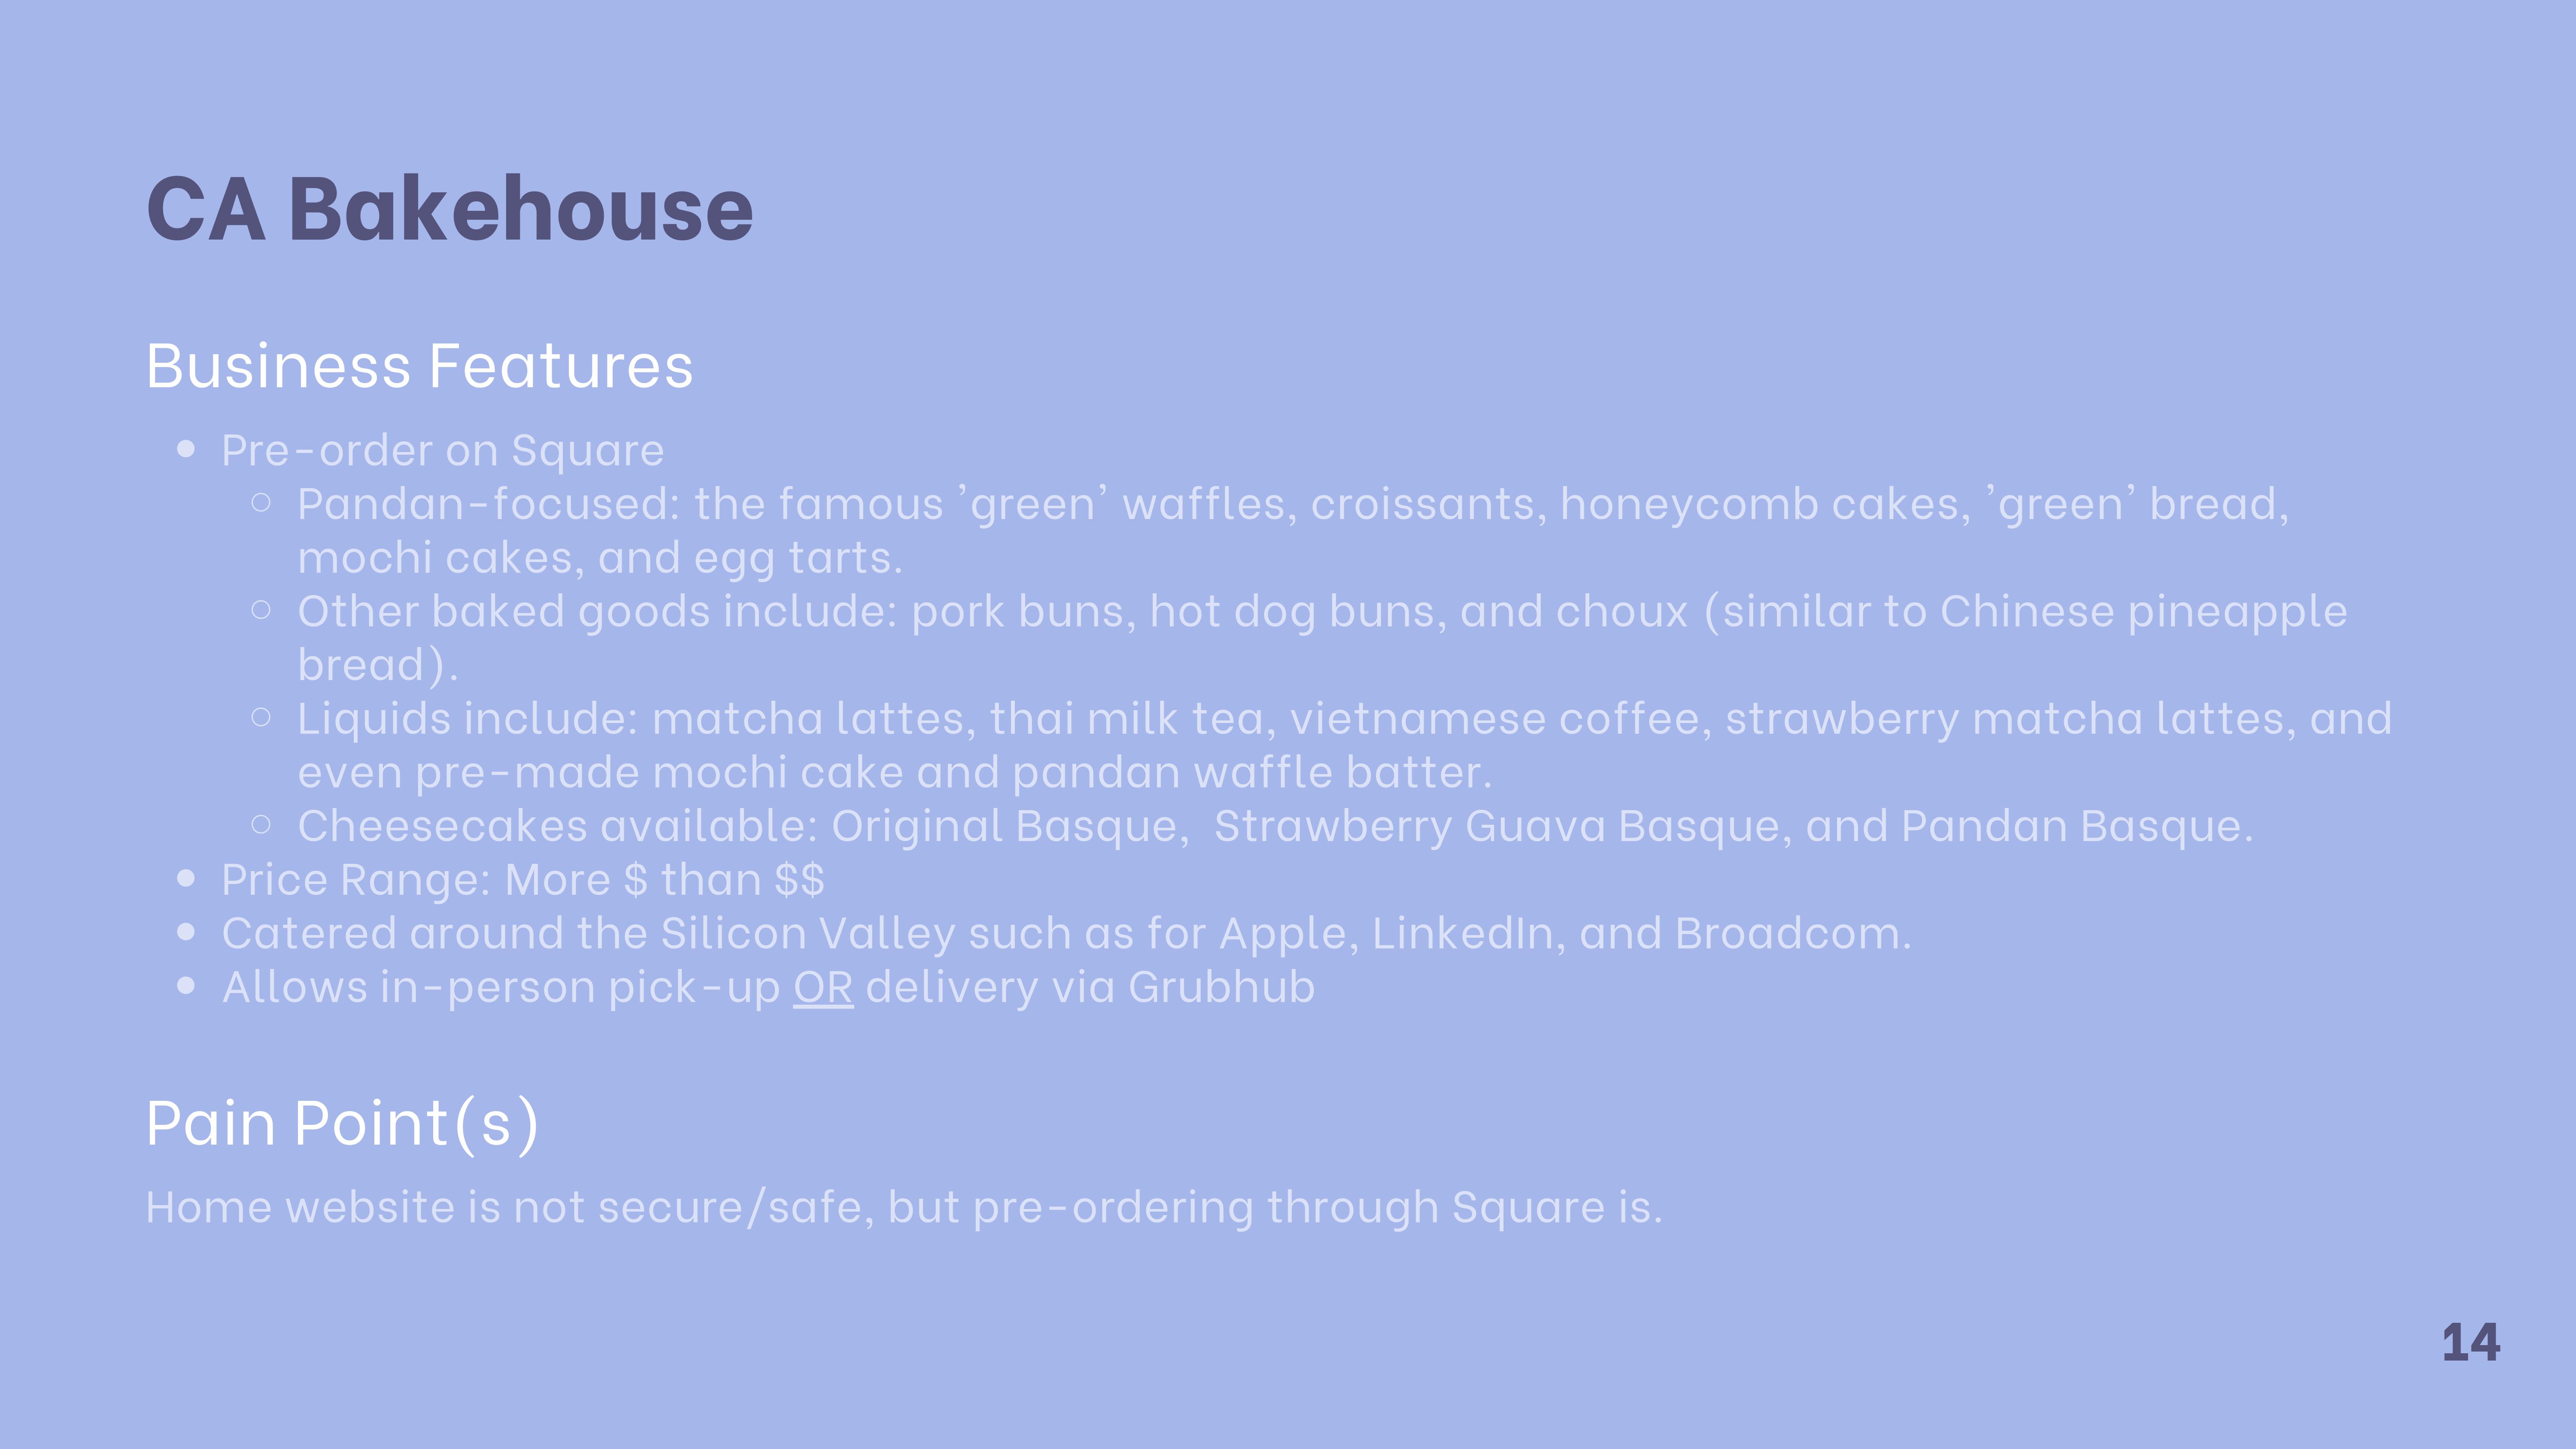 CA Bakehouse
Business Features
• Pre-order on Square
○ Pandan-focused: the famous 'green' waffles, croissants, honeycomb cakes, 'green' bread,
mochi cakes, and egg tarts.
○ Other baked goods include: pork buns, hot dog buns, and choux (similar to Chinese pineapple
bread).
○ Liquids include: matcha lattes, thai milk tea, vietnamese coffee, strawberry matcha lattes, and
even pre-made mochi cake and pandan waffle batter.
○ Cheesecakes available: Original Basque,  Strawberry Guava Basque, and Pandan Basque.
• Price Range: More $ than $$
• Catered around the Silicon Valley such as for Apple, LinkedIn, and Broadcom.
• Allows in-person pick-up OR delivery via Grubhub
Pain Point(s)
Home website is not secure/safe, but pre-ordering through Square is.
14